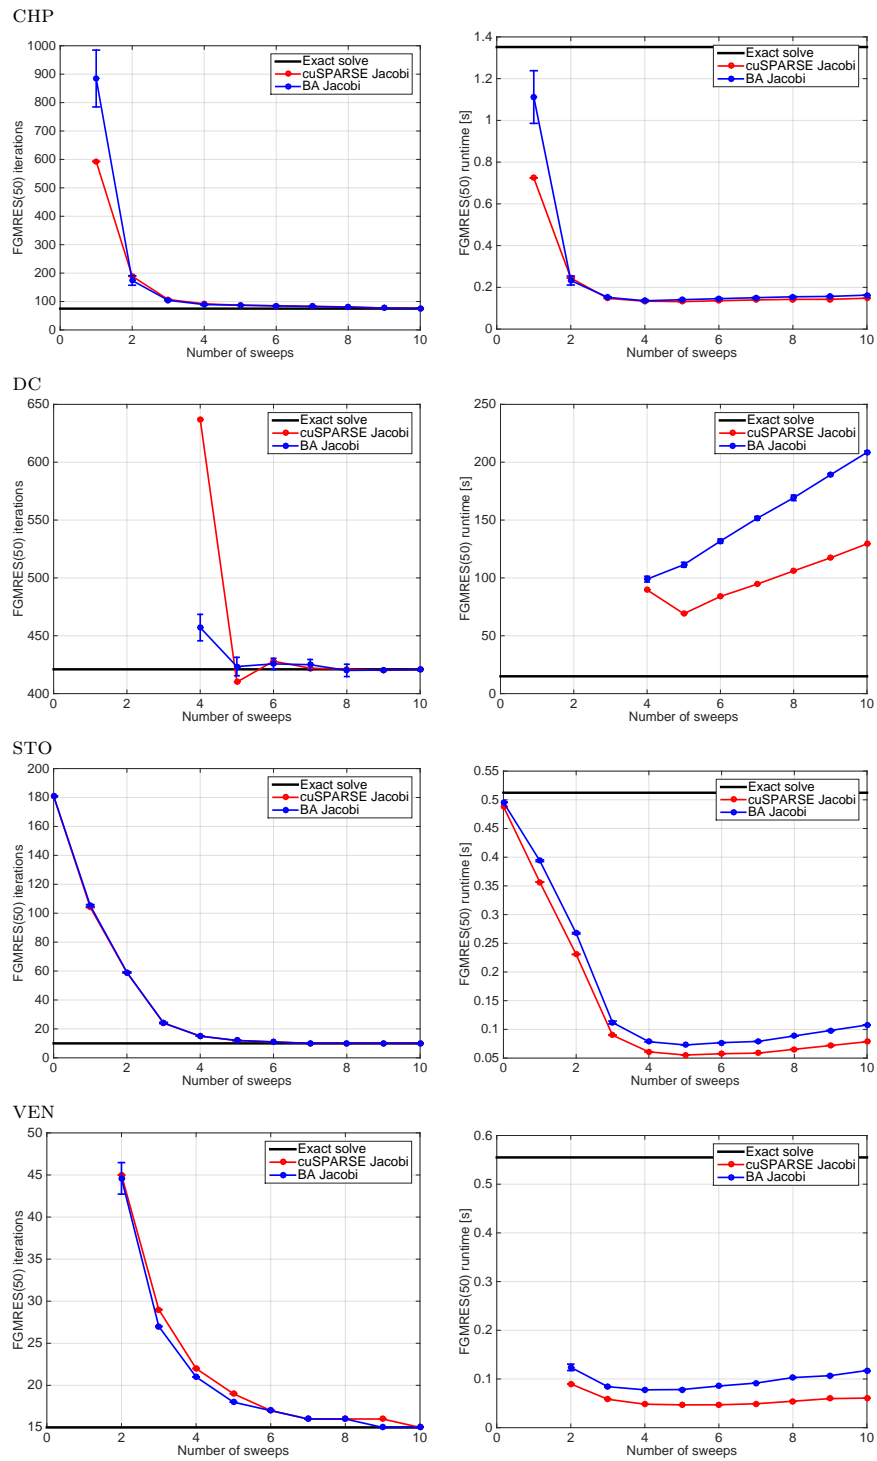 CHP
FGMRES(50) iterations
1000
900
800
700
600
500
400
300
200
100
0
0 2 4 6 8 10
Number of sweeps
Exact solve
cuSPARSE Jacobi
BA Jacobi
FGMRES(50) runtime [s]
1.4
1.2
1
0.8
0.6
0.4
0.2
0
0 2 4 6 8 10
Number of sweeps
Exact solve
cuSPARSE Jacobi
BA Jacobi
DC
FGMRES(50) iterations
650
600
550
500
450
400
0 2 4 6 8 10
Number of sweeps
Exact solve
cuSPARSE Jacobi
BA Jacobi
FGMRES(50) runtime [s]
250
200
150
100
50
0
0 2 4 6 8 10
Number of sweeps
Exact solve
cuSPARSE Jacobi
BA Jacobi
STO
FGMRES(50) iterations
200
180
160
140
120
100
80
60
40
20
0
0 2 4 6 8 10
Number of sweeps
Exact solve
cuSPARSE Jacobi
BA Jacobi
FGMRES(50) runtime [s]
0.55
0.5
0.45
0.4
0.35
0.3
0.25
0.2
0.15
0.1
0.05
0 2 4 6 8 10
Number of sweeps
Exact solve
cuSPARSE Jacobi
BA Jacobi
VEN
FGMRES(50) iterations
50
45
40
35
30
25
20
15
0 2 4 6 8 10
Number of sweeps
Exact solve
cuSPARSE Jacobi
BA Jacobi
FGMRES(50) runtime [s]
0.6
0.5
0.4
0.3
0.2
0.1
0
0 2 4 6 8 10
Number of sweeps
Exact solve
cuSPARSE Jacobi
BA Jacobi